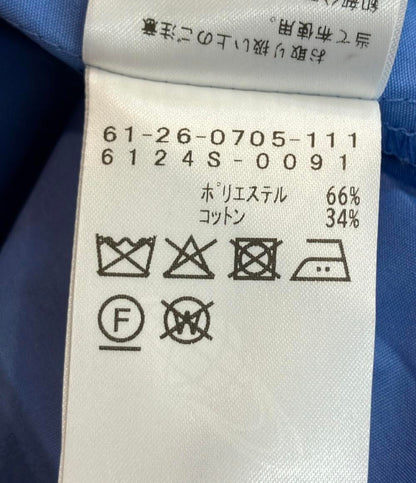 お取り扱い上のご注意
当て布使用。
61-26-0705-111
6124S-0091
ポリエステル 66%
コットン 34%
F
W